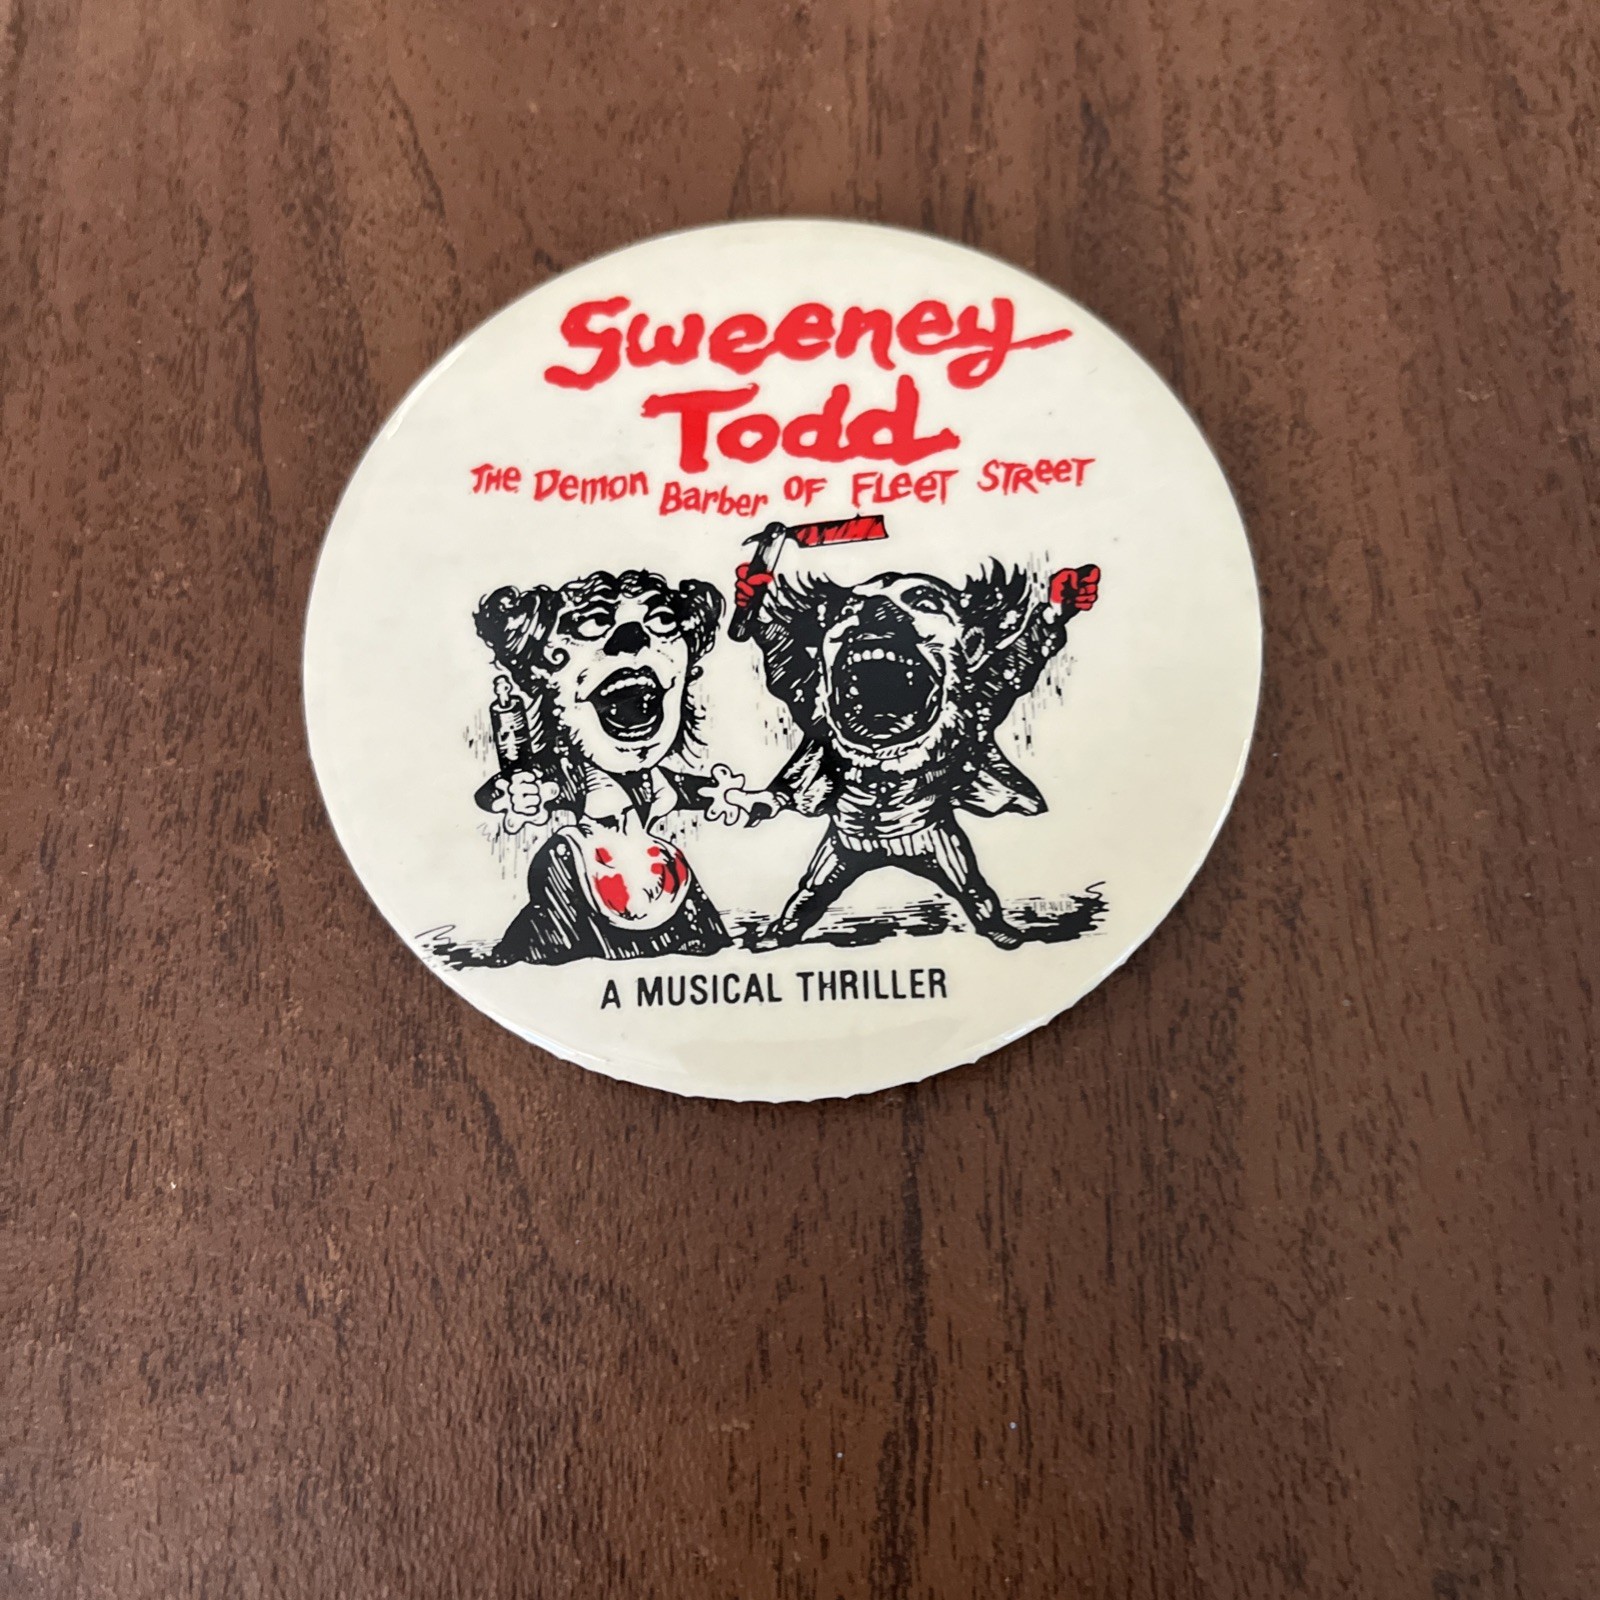 Sweeney
Todd
THE Demon Barber OF FLeeT STReeT
A MUSICAL THRILLER